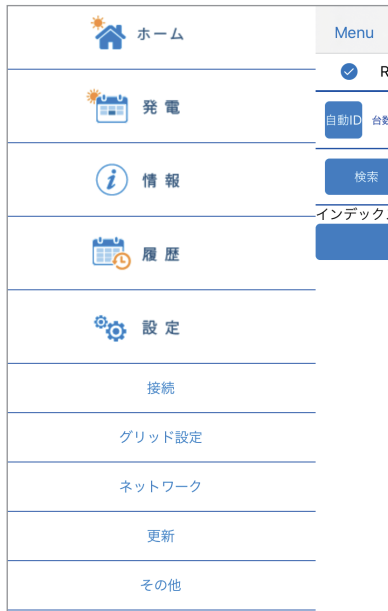 ホーム
発電
情報
履歴
設定
接続
グリッド設定
ネットワーク
更新
その他
Menu
R
自動ID 台数
検索
インデック